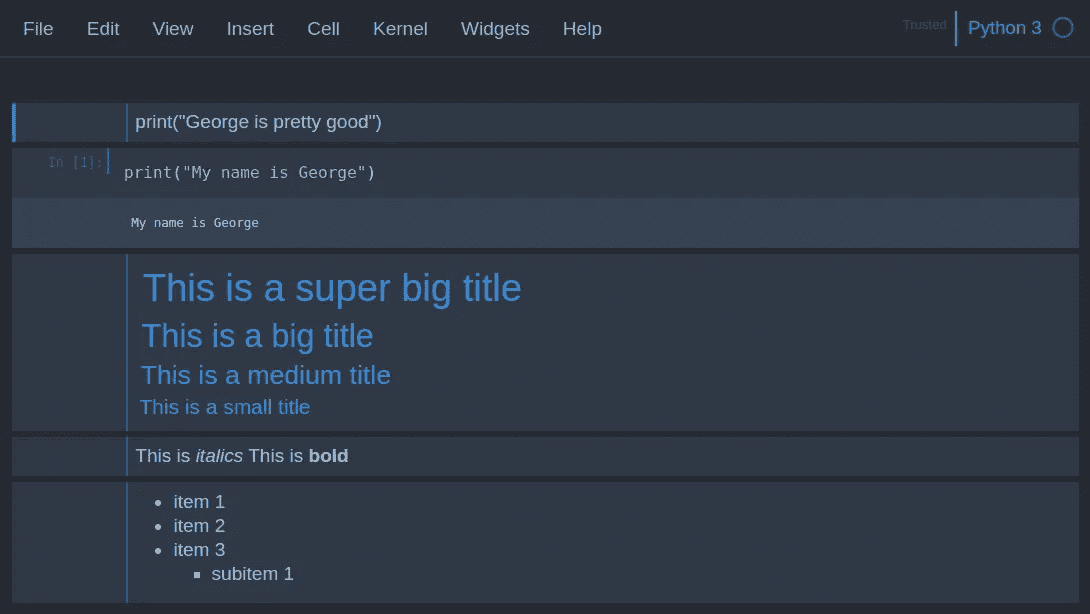 File Edit View Insert Cell Kernel Widgets Help Trusted Python 3
print("George is pretty good")
In [1]: print("My name is George")
My name is George
This is a super big title
This is a big title
This is a medium title
This is a small title
This is italics This is bold
item 1
item 2
item 3
subitem 1